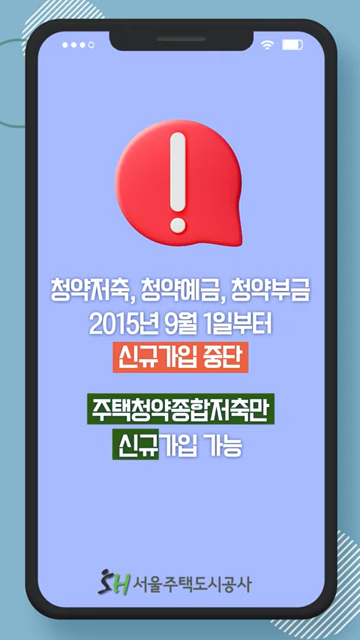 청약저축, 청약예금, 청약부금
2015년 9월 1일부터
신규가입 중단
주택청약종합저축만
신규가입 가능
SH 서울주택도시공사